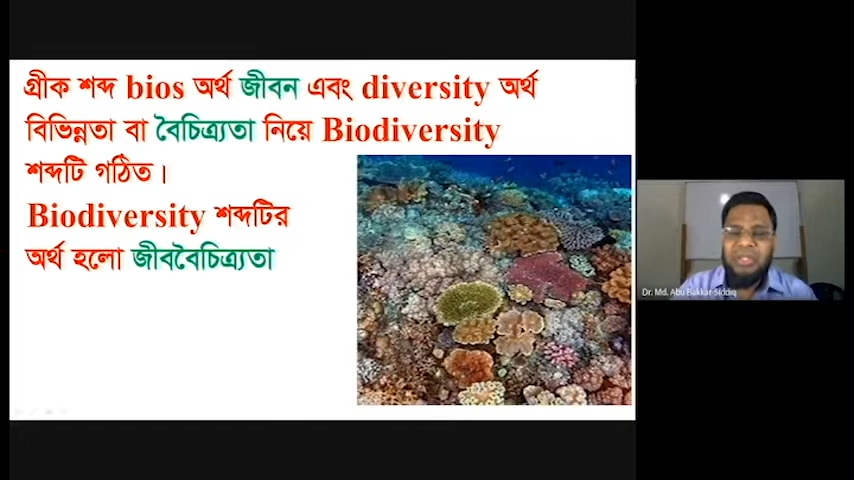 গ্রীক শব্দ bios অর্থ জীবন এবং diversity অর্থ
বিভিন্নতা বা বৈচিত্র্যতা নিয়ে Biodiversity
শব্দটি গঠিত।
Biodiversity শব্দটির
অর্থ হলো জীববৈচিত্র্যতা
Dr. Md. Abu Bakkar Siddiq